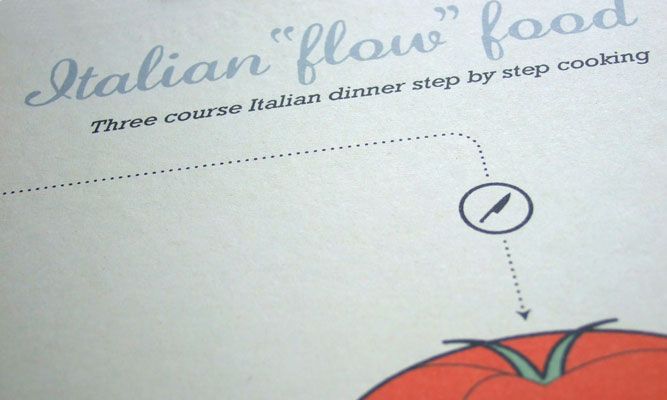 Italian “flow” food
Three course Italian dinner step by step cooking